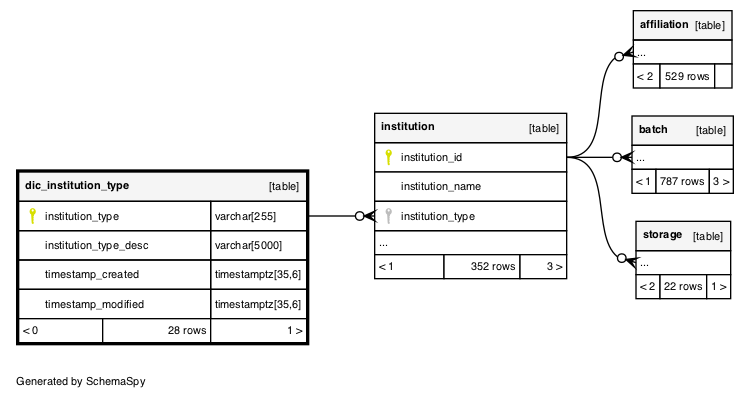 affiliation [table]
...
< 2 529 rows
institution [table]
institution_id
institution_name
institution_type
...
< 1 352 rows 3 >
batch [table]
...
< 1 787 rows 3 >
dic_institution_type [table]
institution_type varchar[255]
institution_type_desc varchar[5000]
timestamp_created timestamptz[35,6]
timestamp_modified timestamptz[35,6]
< 0 28 rows 1 >
storage [table]
...
< 2 22 rows 1 >
Generated by SchemaSpy